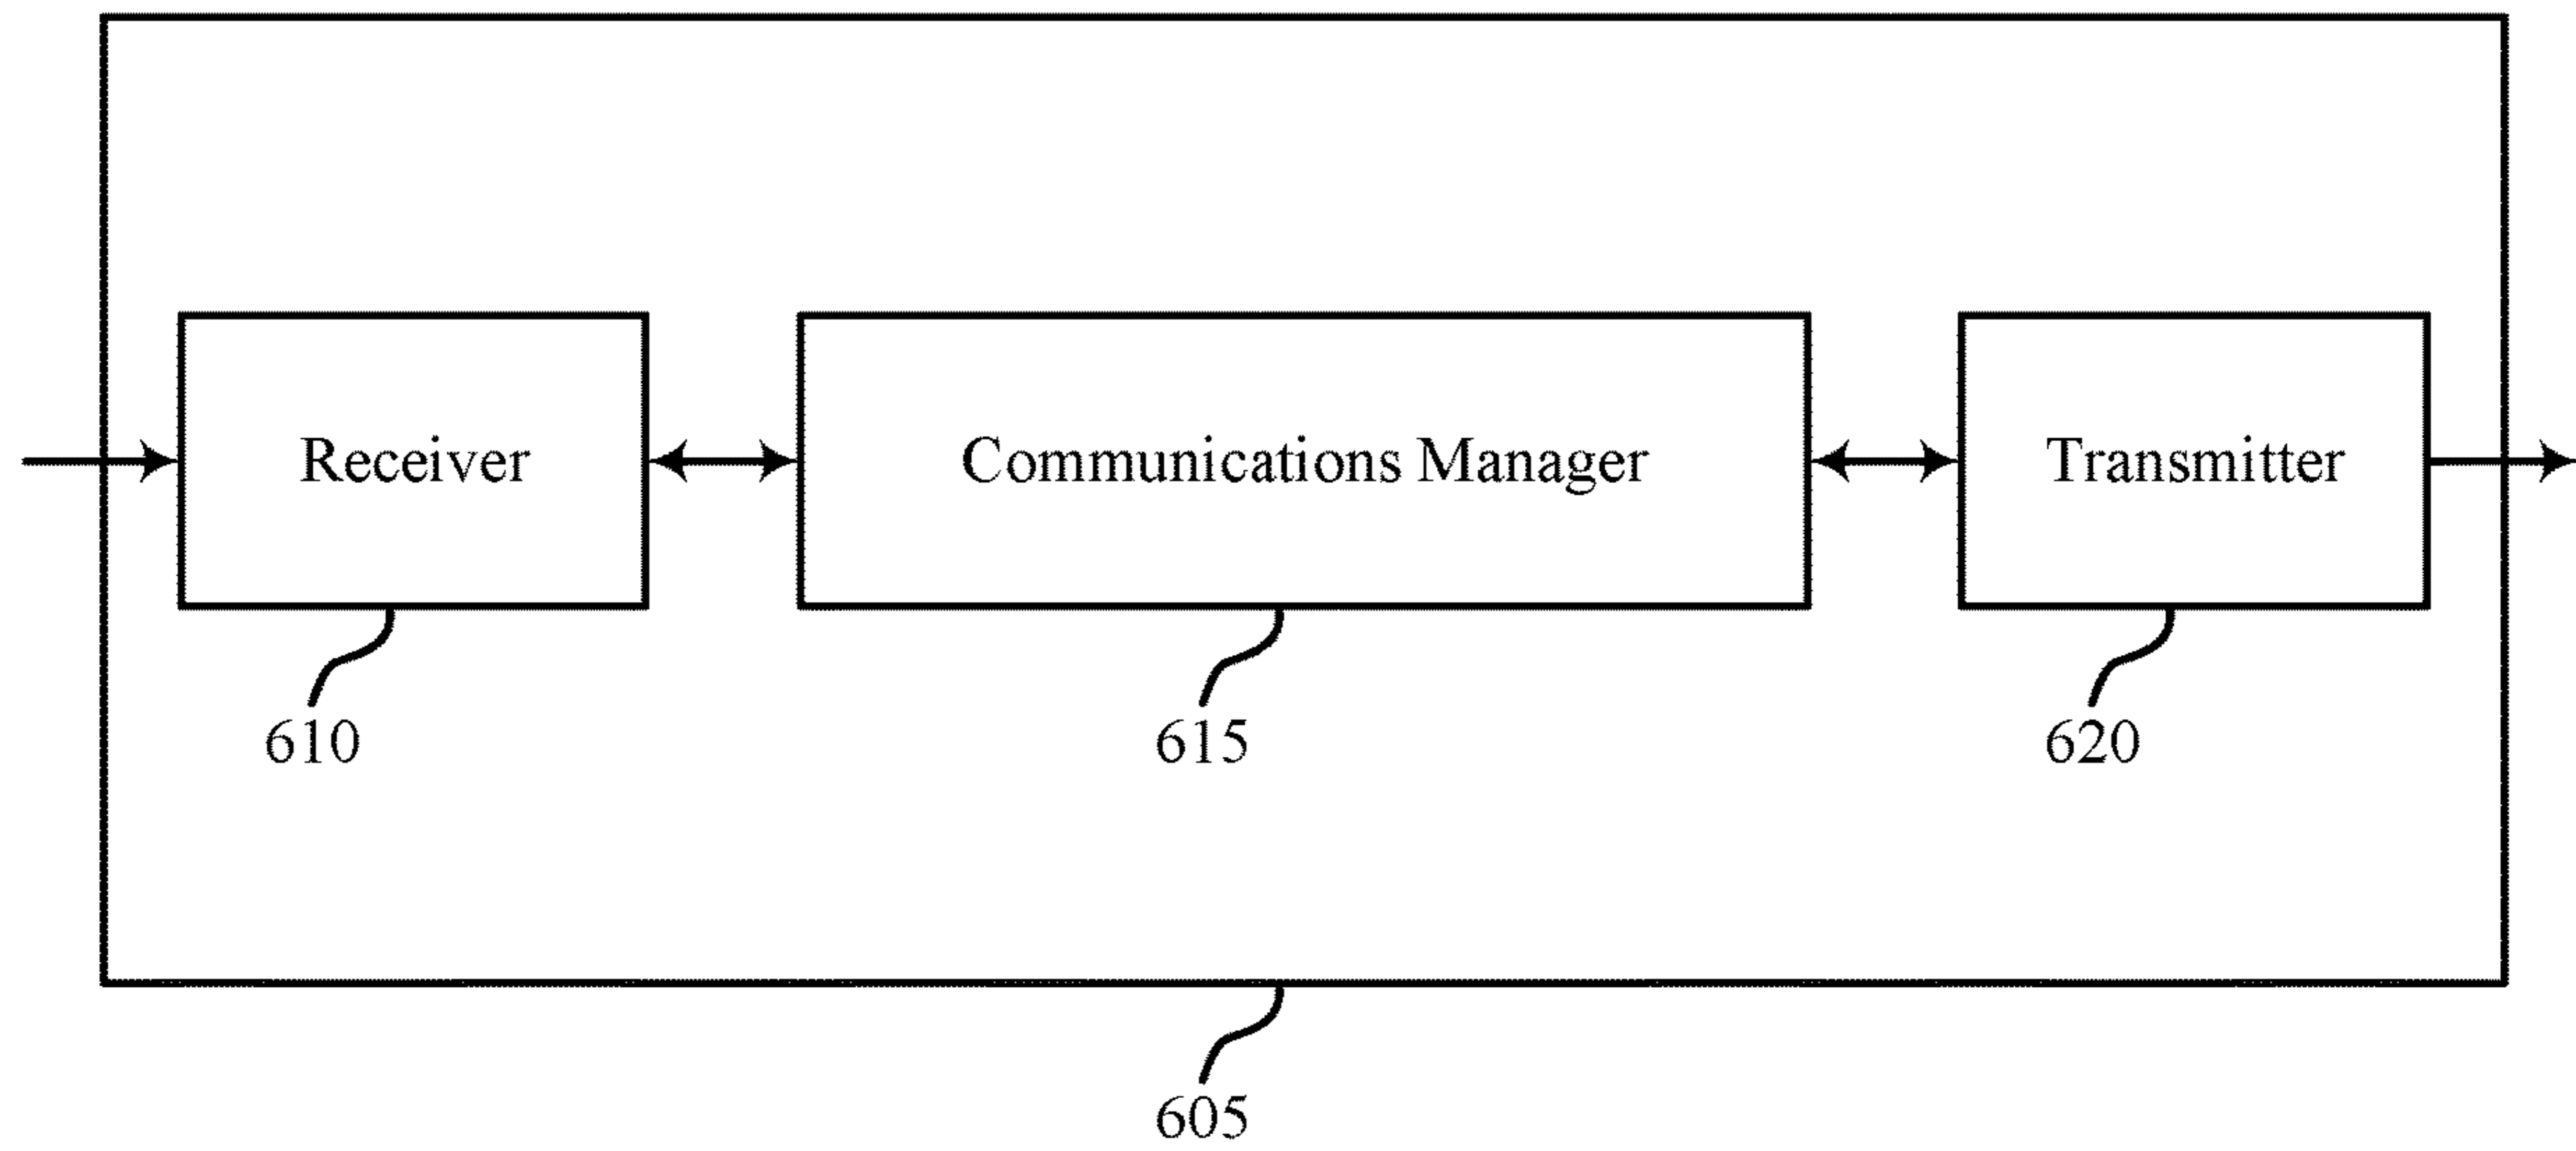 Receiver
Communications Manager
Transmitter
610
615
620
605